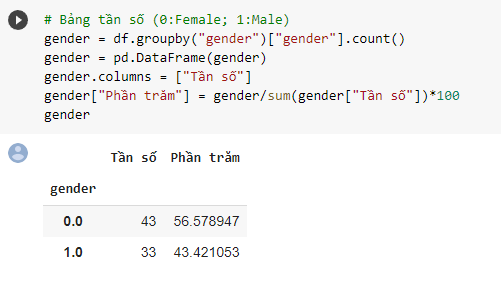 # Bảng tần số (0:Female; 1:Male)
gender = df.groupby("gender")["gender"].count()
gender = pd.DataFrame(gender)
gender.columns = ["Tần số"]
gender["Phần trăm"] = gender/sum(gender["Tần số"])*100
gender
Tần số Phần trăm
gender
0.0 43 56.578947
1.0 33 43.421053